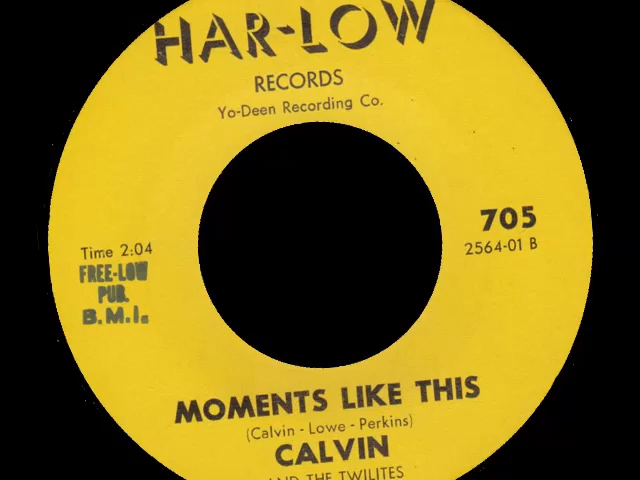 HAR-LOW
RECORDS
Yo-Deen Recording Co.
705
2564-01 B
Time 2:04
FREE-LOW
PUB.
B.M.I.
MOMENTS LIKE THIS
(Calvin - Lowe - Perkins)
CALVIN
AND THE TWILITES